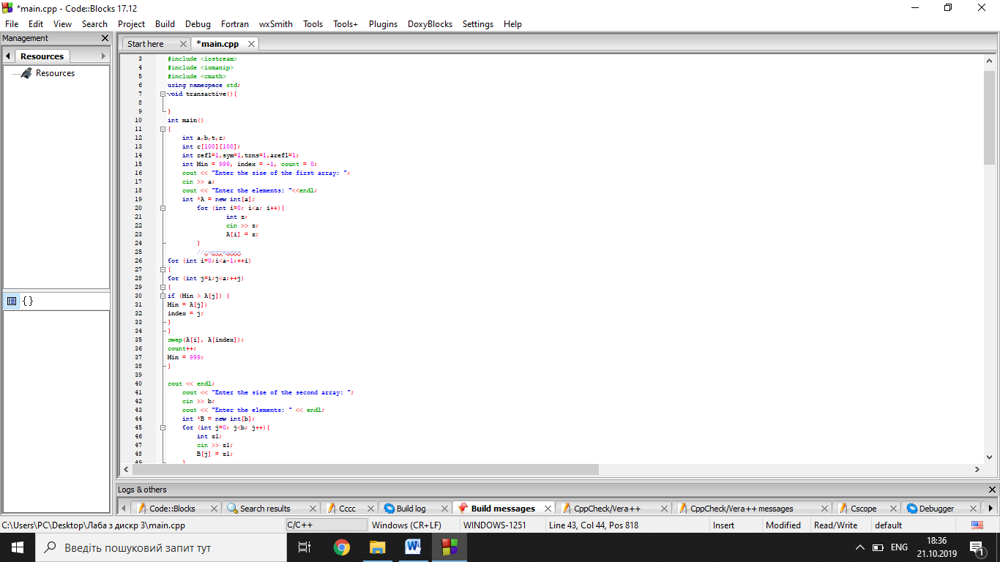 *main.cpp - Code::Blocks 17.12
File Edit View Search Project Build Debug Fortran wxSmith Tools Tools+ Plugins DoxyBlocks Settings Help
Management
Start here *main.cpp
Resources
Resources
3 #include <iostream>
4 #include <iomanip>
5 #include <cmath>
6 using namespace std;
7 void transactive(){
8
9 }
10 int main()
11 {
12 int a,b,t,r;
13 int c[100][100];
14 int refl=1,sym=1,trns=1,arefl=1;
15 int Min = 999, index = -1, count = 0;
16 cout << "Enter the size of the first array: ";
17 cin >> a;
18 cout << "Enter the elements: "<<endl;
19 int *A = new int[a];
20 for (int i=0; i<a; i++){
21 int s;
22 cin >> s;
23 A[i] = s;
24 }
25 //
26 for (int i=0;i<a-1;++i)
27 {
28 for (int j=i;j<a;++j)
29 {
30 if (Min > A[j]) {
31 Min = A[j];
32 index = j;
33 }
34 }
35 swap(A[i], A[index]);
36 count++;
37 Min = 999;
38 }
39
40 cout << endl;
41 cout << "Enter the size of the second array: ";
42 cin >> b;
43 cout << "Enter the elements: " << endl;
44 int *B = new int[b];
45 for (int j=0; j<b; j++){
46 int s1;
47 cin >> s1;
48 B[j] = s1;
49 }
{}
Logs & others
Code::Blocks Search results Cccc Build log Build messages CppCheck/Vera++ CppCheck/Vera++ messages Cscope Debugger
C:\Users\PC\Desktop\Лаба з дискр 3\main.cpp C/C++ Windows (CR+LF) WINDOWS-1251 Line 43, Col 44, Pos 818 Insert Modified Read/Write default
Введіть пошуковий запит тут
ENG
18:36
21.10.2019
1